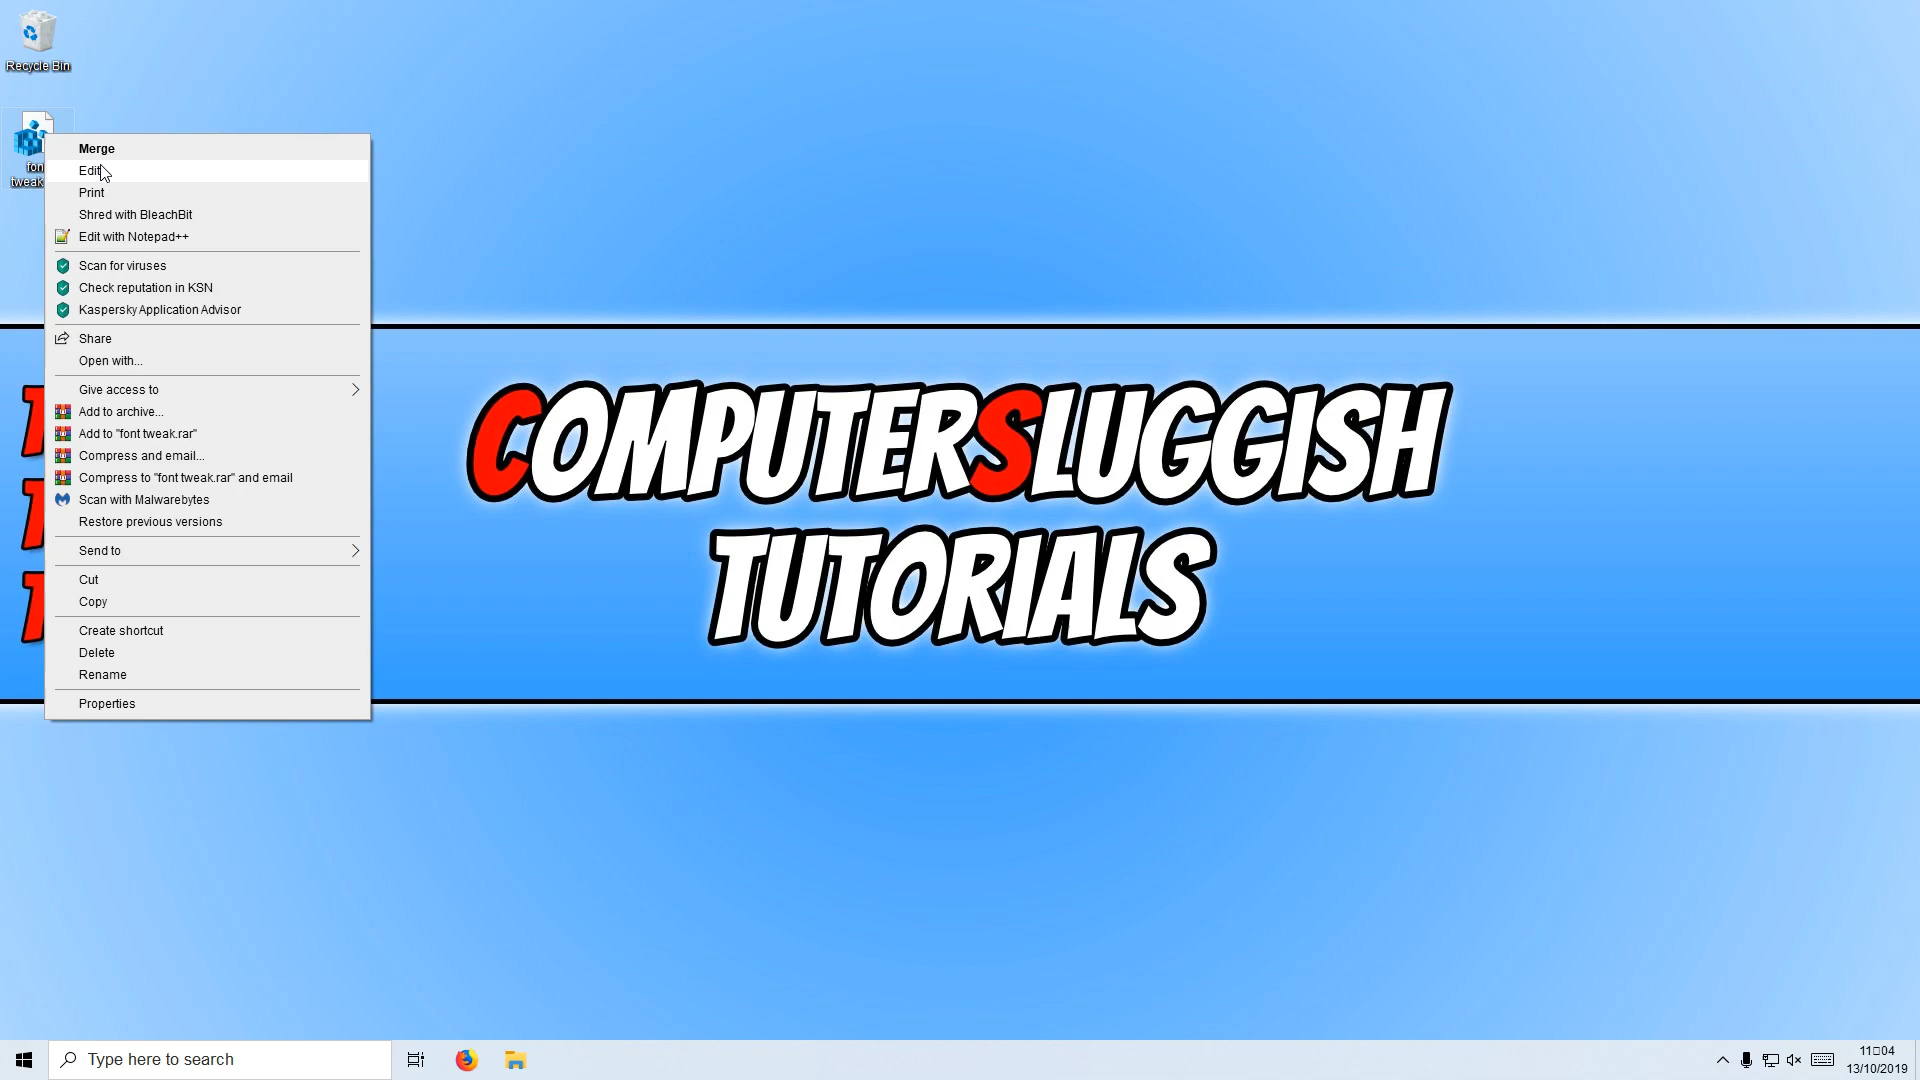 Recycle Bin
fon
tweak
Merge
Edit
Print
Shred with BleachBit
Edit with Notepad++
Scan for viruses
Check reputation in KSN
Kaspersky Application Advisor
Share
Open with...
Give access to
Add to archive...
Add to "font tweak.rar"
Compress and email...
Compress to "font tweak.rar" and email
Scan with Malwarebytes
Restore previous versions
Send to
Cut
Copy
Create shortcut
Delete
Rename
Properties
COMPUTERSLUGGISH
TUTORIALS
T
T
T
Type here to search
11□04
13/10/2019